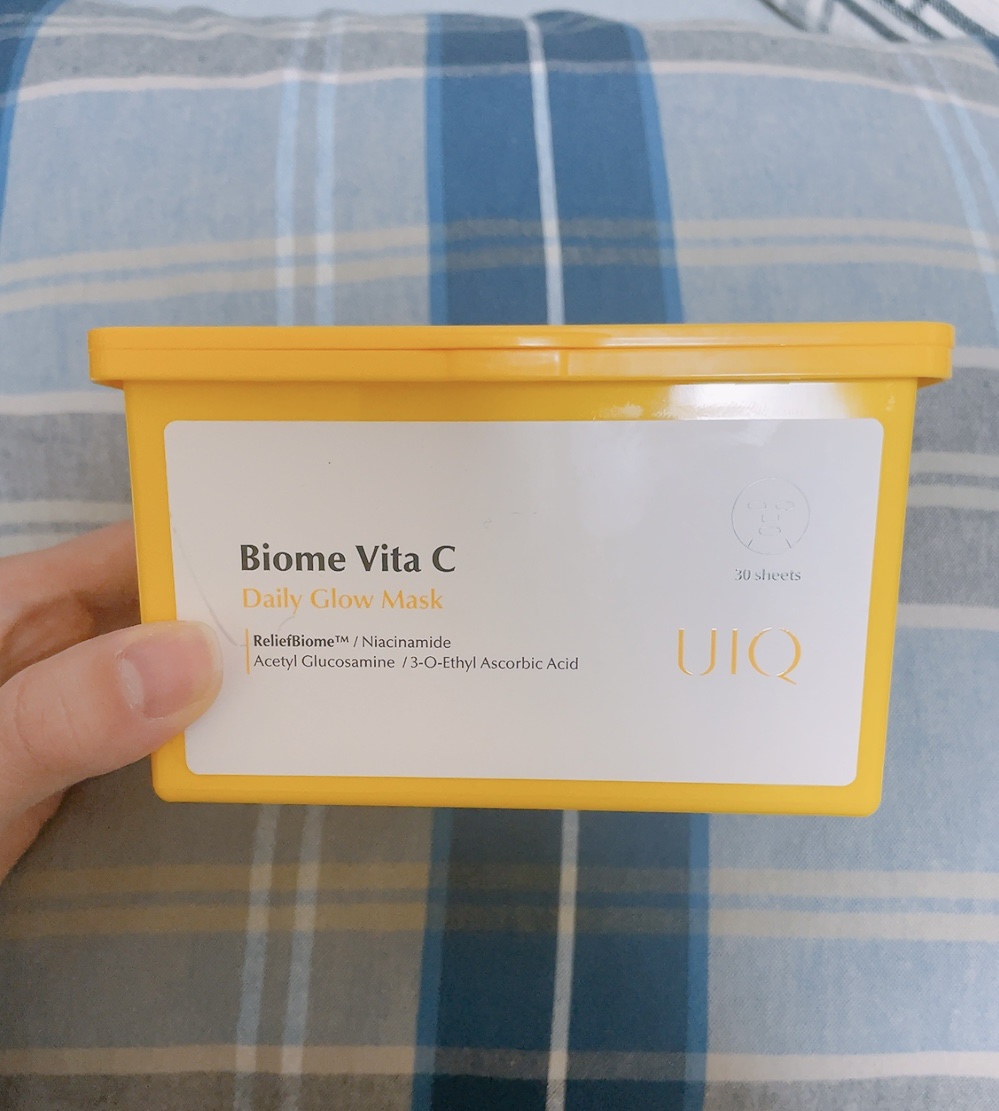 Biome Vita C
Daily Glow Mask
ReliefBiome™ / Niacinamide
Acetyl Glucosamine / 3-O-Ethyl Ascorbic Acid
30 sheets
UIQ